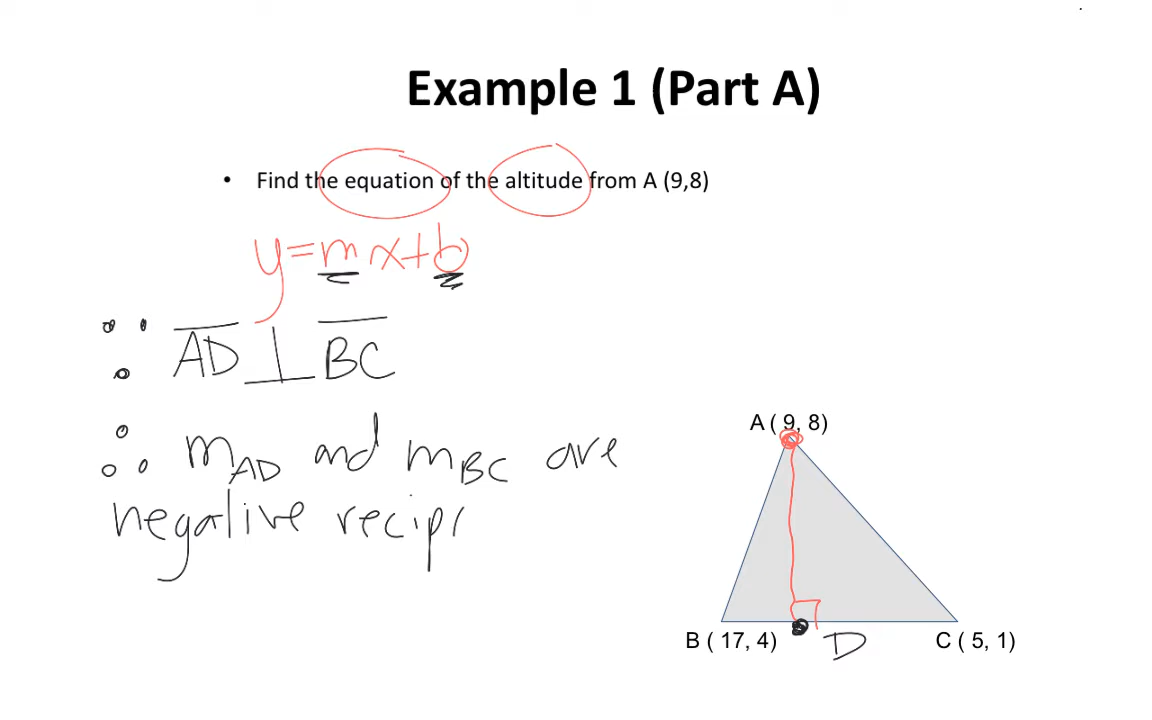 Example 1 (Part A)
• Find the equation of the altitude from A (9,8)
y=mx+b
∵ AD ⊥ BC
∴ mAD and mBC are
negative recipr
A ( 9, 8)
B ( 17, 4)
D
C ( 5, 1)